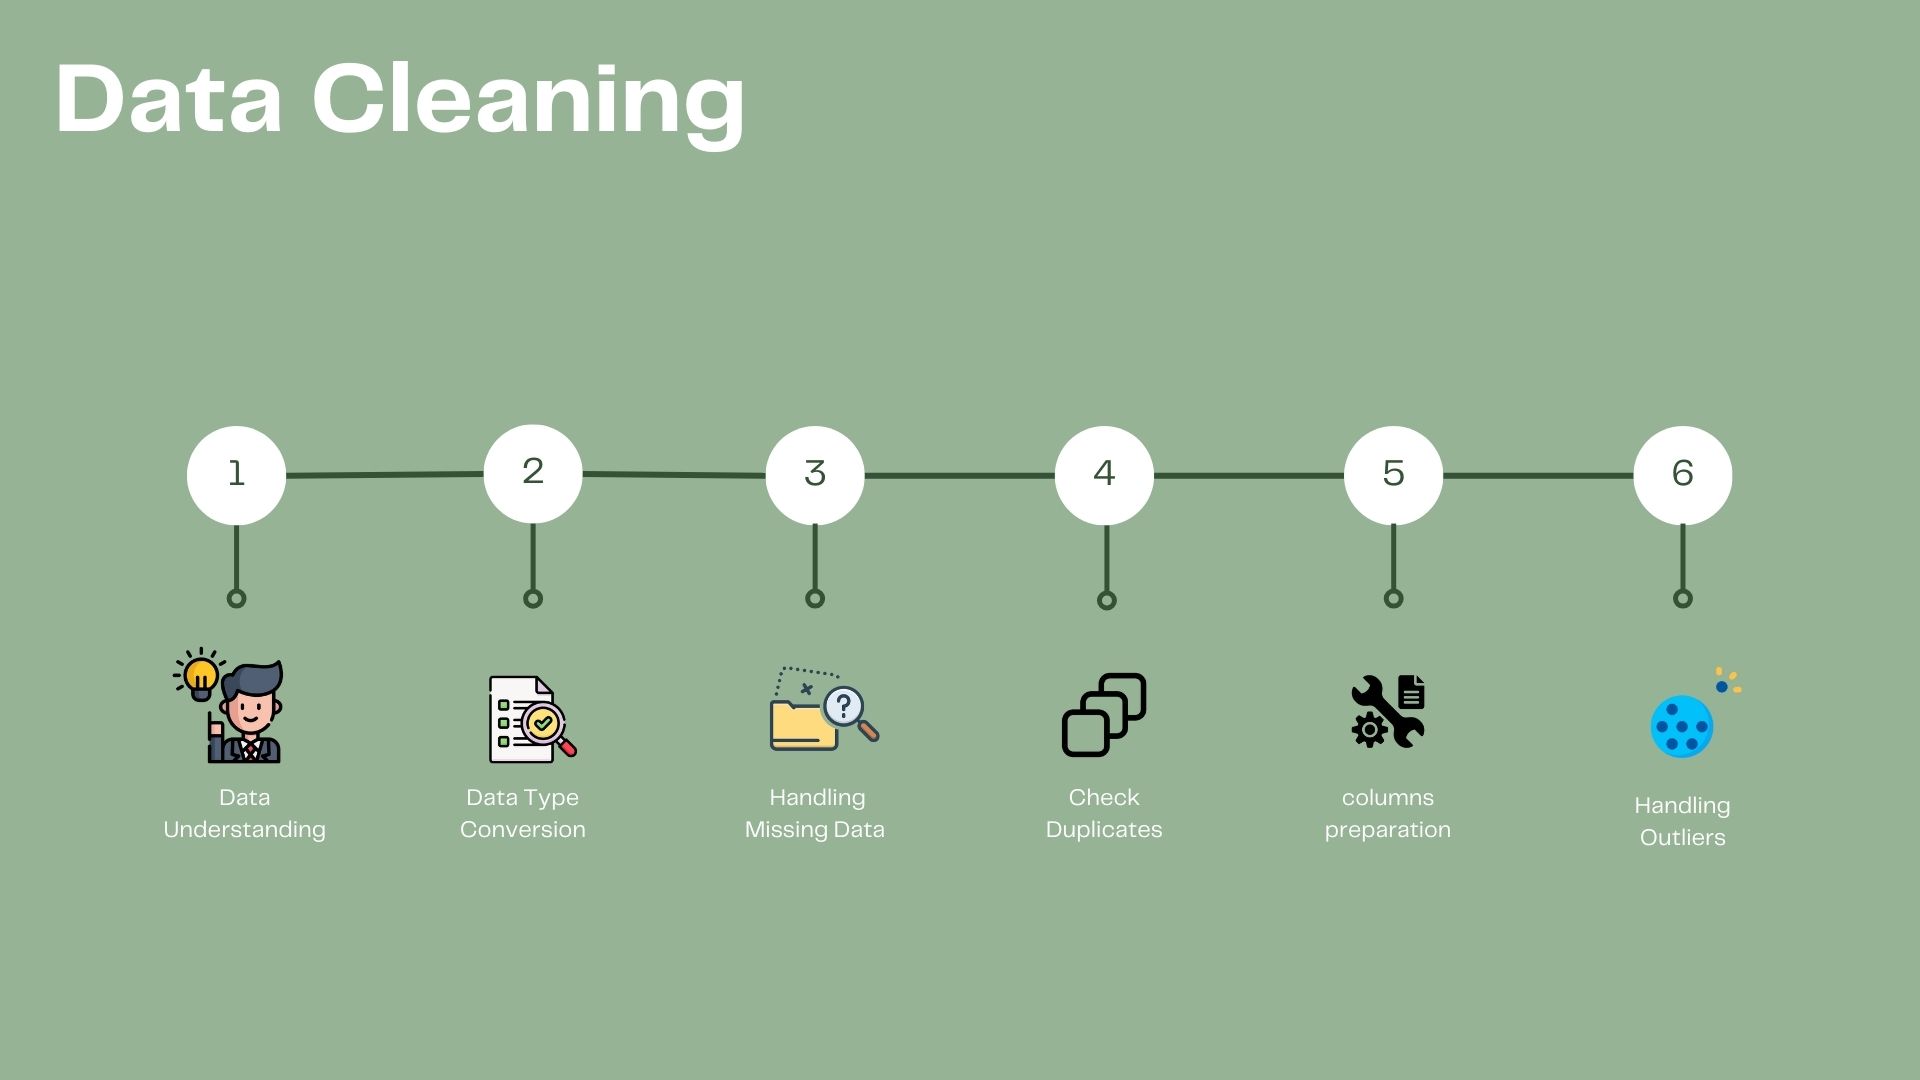 Data Cleaning
1
2
3
4
5
6
?
Data
Understanding
Data Type
Conversion
Handling
Missing Data
Check
Duplicates
columns
preparation
Handling
Outliers